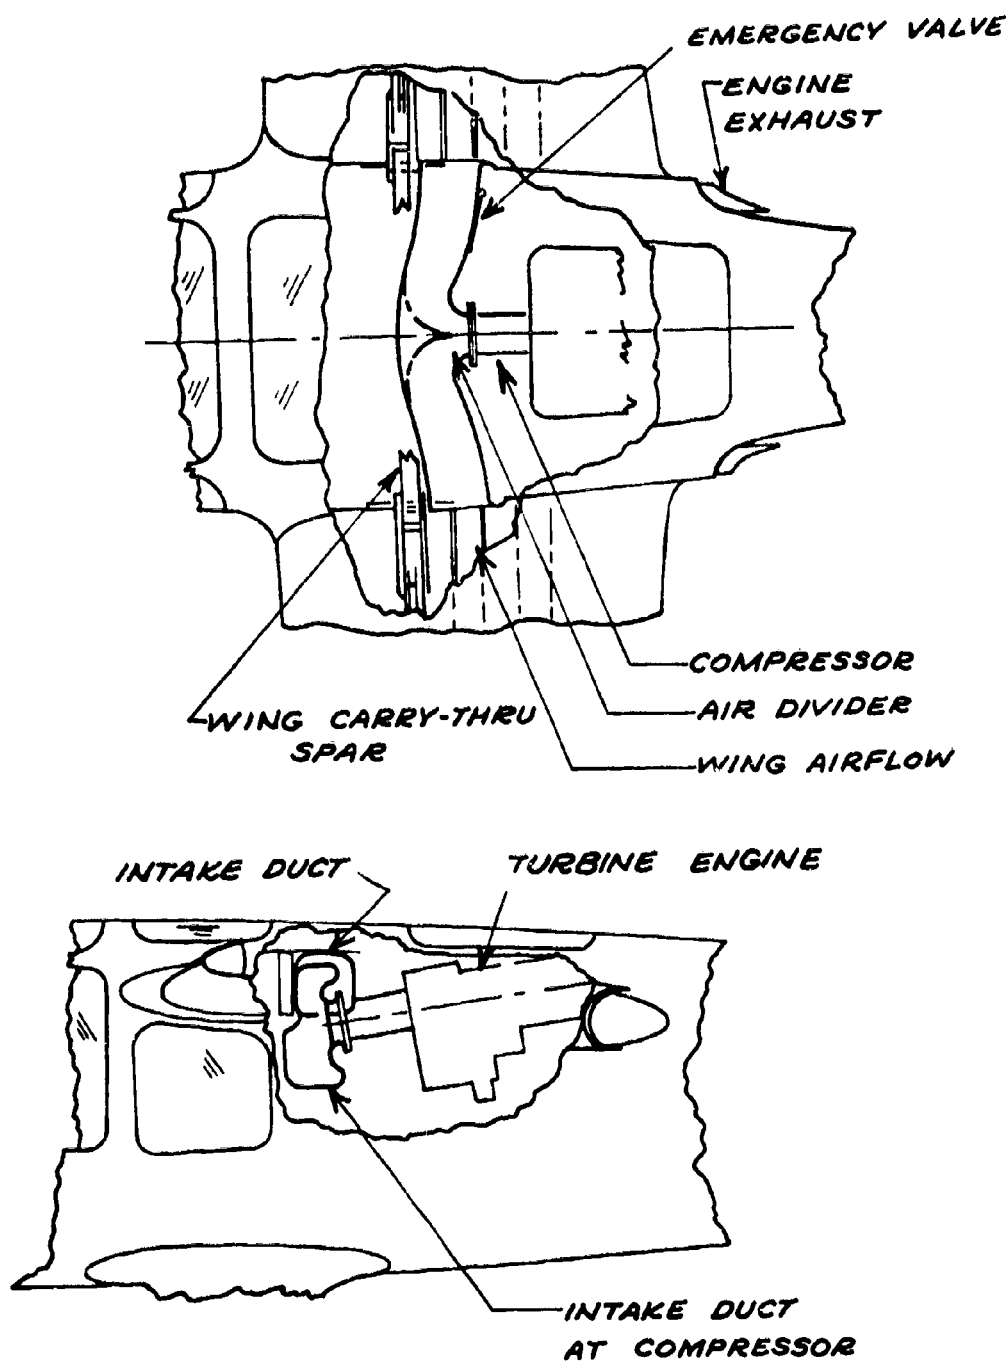 EMERGENCY VALVE
ENGINE
EXHAUST
COMPRESSOR
AIR DIVIDER
WING CARRY-THRU
SPAR
WING AIRFLOW
INTAKE DUCT
TURBINE ENGINE
INTAKE DUCT
AT COMPRESSOR